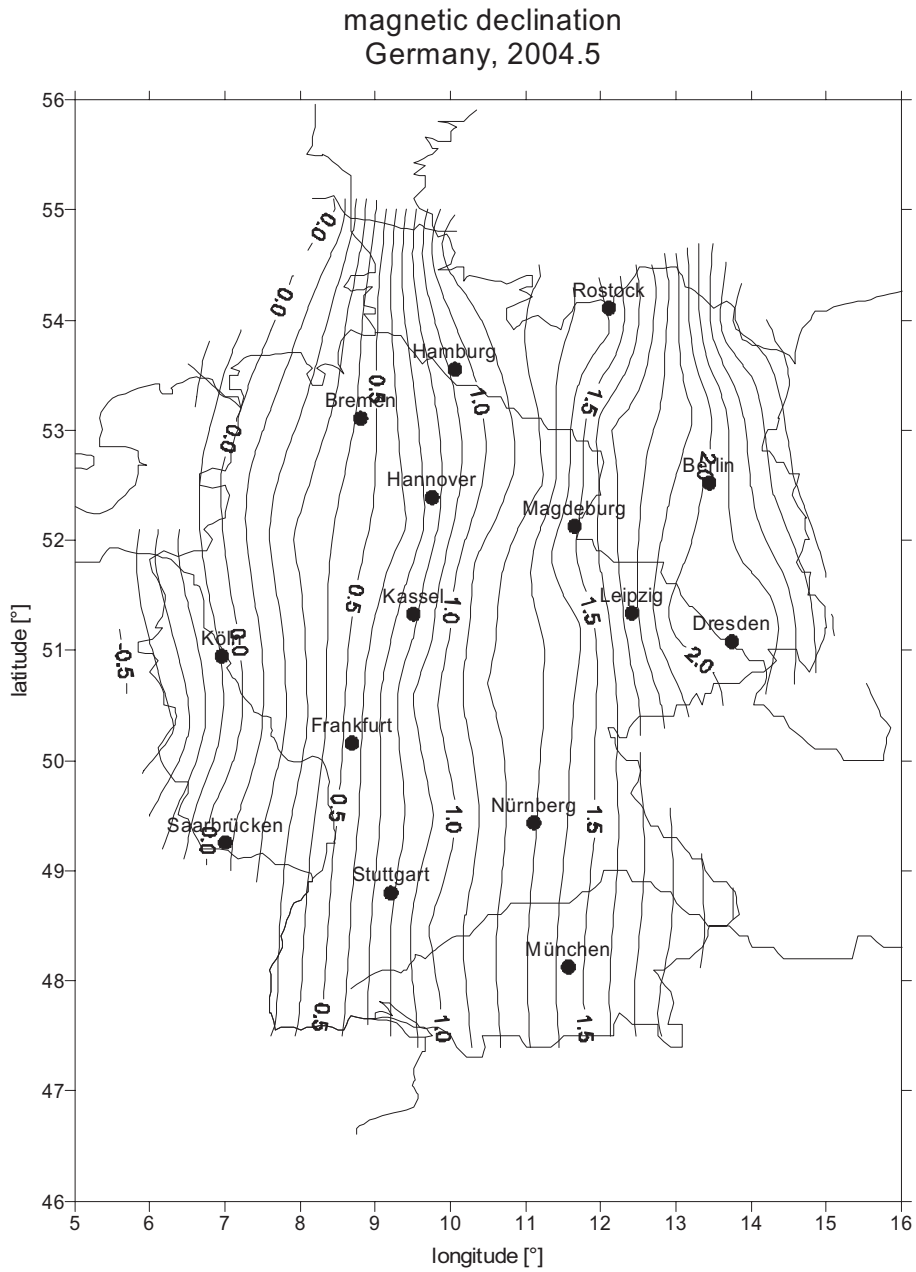 magnetic declination
Germany, 2004.5
56
55
0.0
54
0.0
Rostock
Hamburg
0.5
1.0
1.5
53
Bremen
0.0
2.0
Berlin
Hannover
Magdeburg
52
0.5
Kassel
1.0
1.5
Leipzig
Dresden
51
-0.5
Köln
0.0
2.0
Frankfurt
50
0.5
1.0
Nürnberg
1.5
Saarbrücken
0.0
49
Stuttgart
München
48
0.5
1.0
1.5
47
46
5 6 7 8 9 10 11 12 13 14 15 16
latitude [°]
longitude [°]